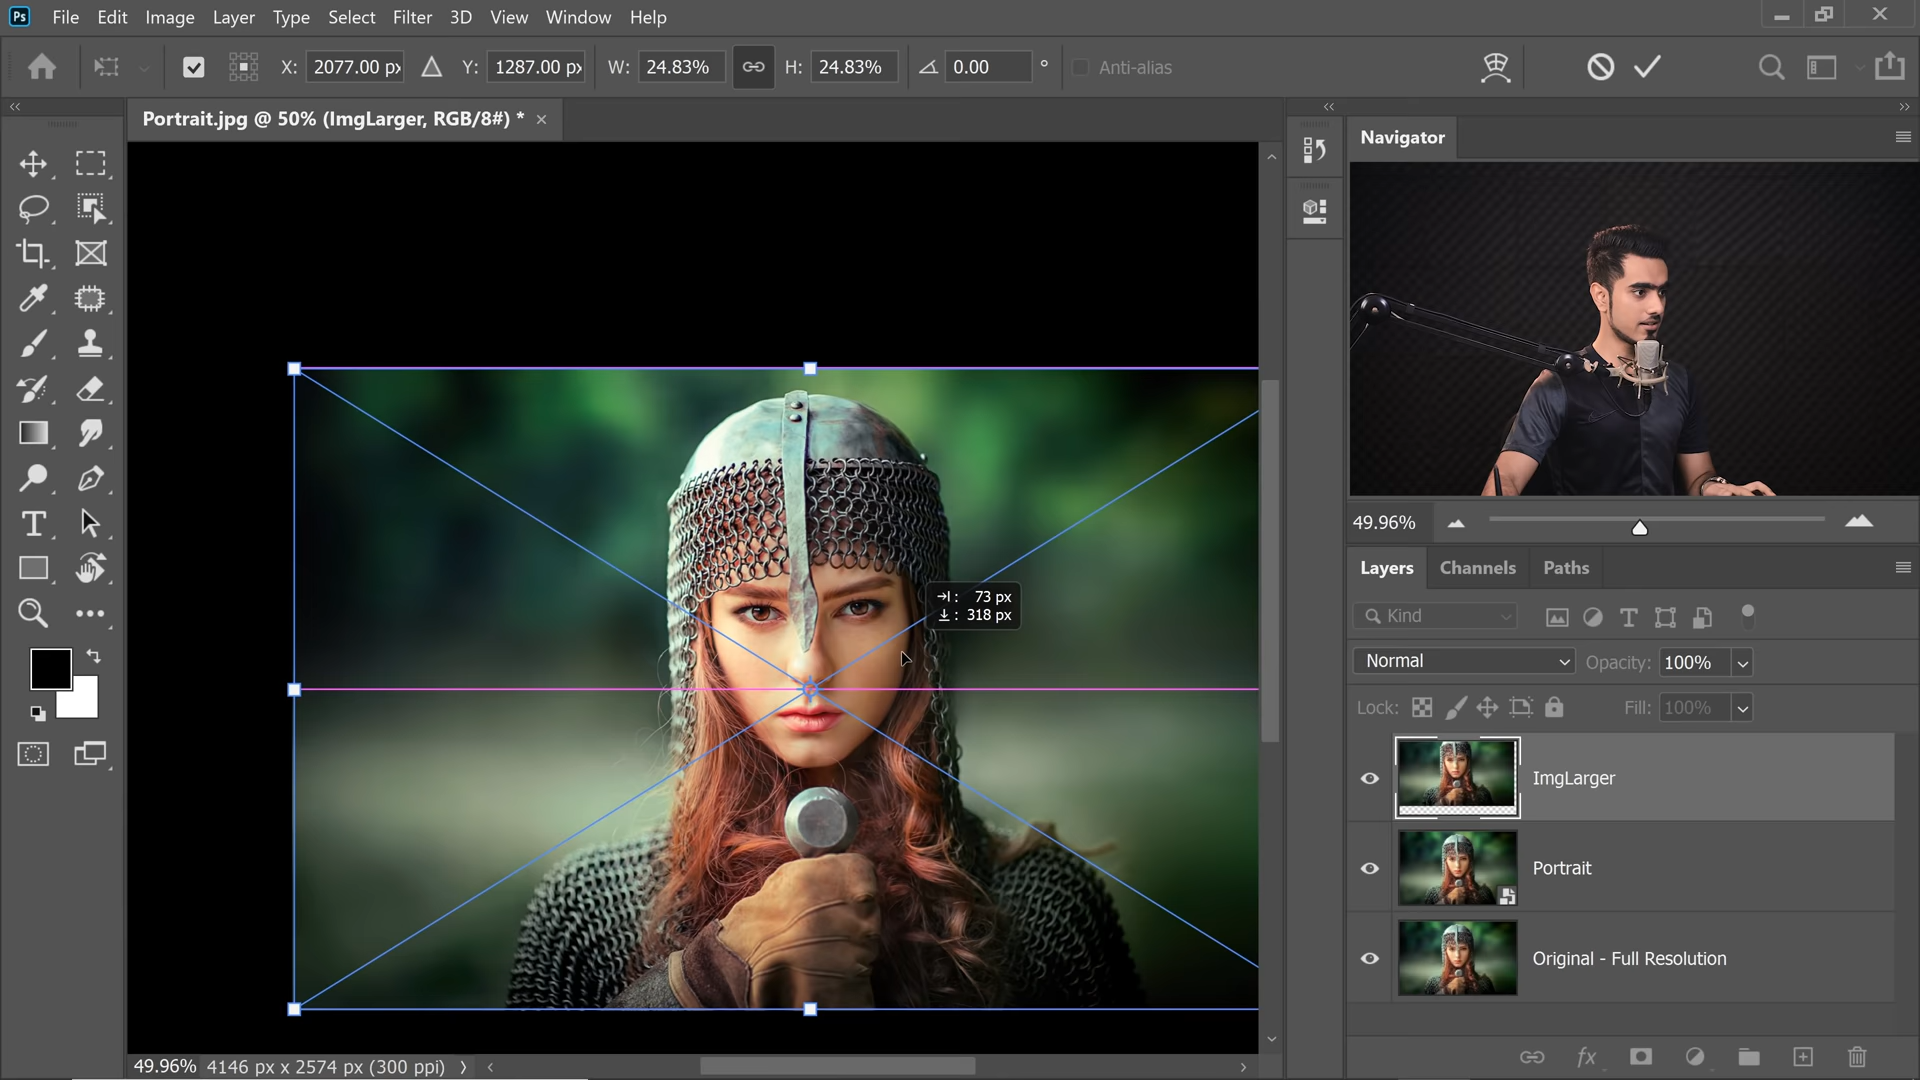 Ps File Edit Image Layer Type Select Filter 3D View Window Help
X: 2077.00 px Y: 1287.00 px W: 24.83% H: 24.83% 0.00 ° Anti-alias
Portrait.jpg @ 50% (ImgLarger, RGB/8#) * ×
Navigator
49.96%
Layers Channels Paths
Kind
Normal Opacity: 100%
Lock: Fill: 100%
ImgLarger
Portrait
Original - Full Resolution
fx
: 73 px
: 318 px
49.96% 4146 px x 2574 px (300 ppi)